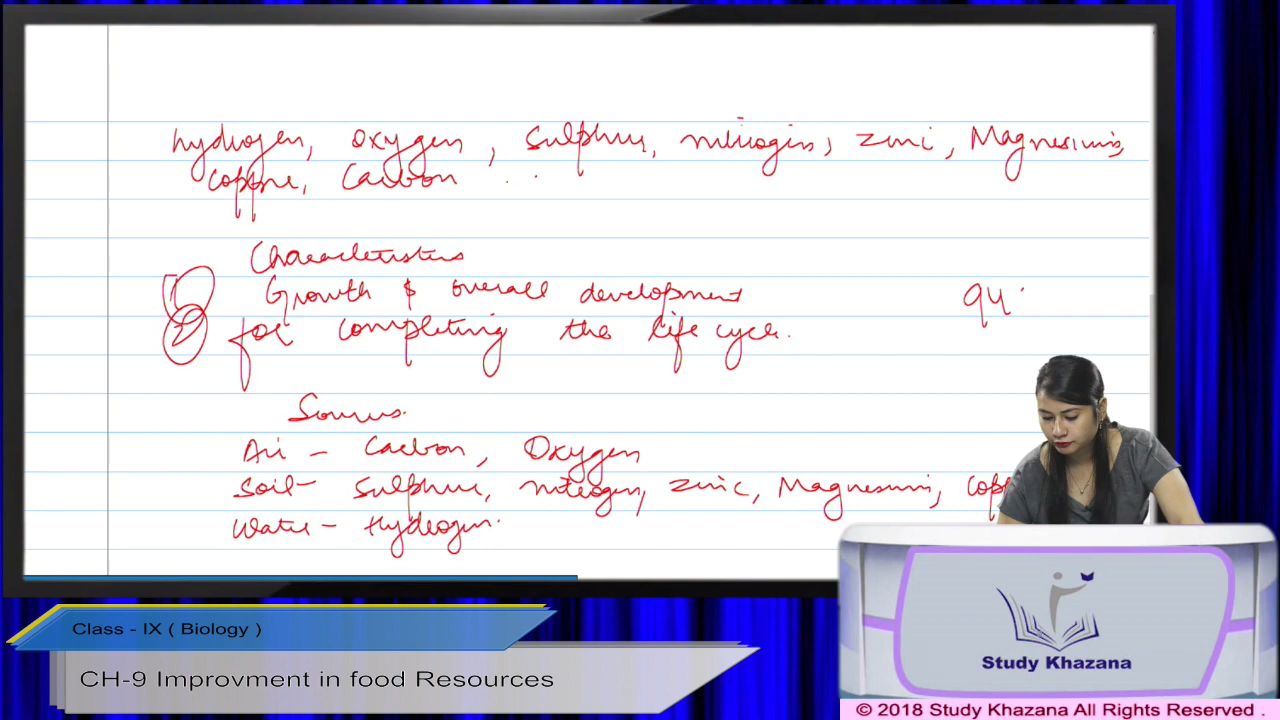 hydrogen, oxygen, sulphur, nitrogen, zinc, Magnesium,
Copper, Carbon ...
Characteristics
1 Growth & overall development
94.
2 for completing the life cycle.
Sources.
Air - Carbon, Oxygen
Soil - Sulphur, nitrogen, zinc, Magnesium, Copp
Water - Hydrogen.
Study Khazana
Class - IX ( Biology )
CH-9 Improvment in food Resources
© 2018 Study Khazana All Rights Reserved .